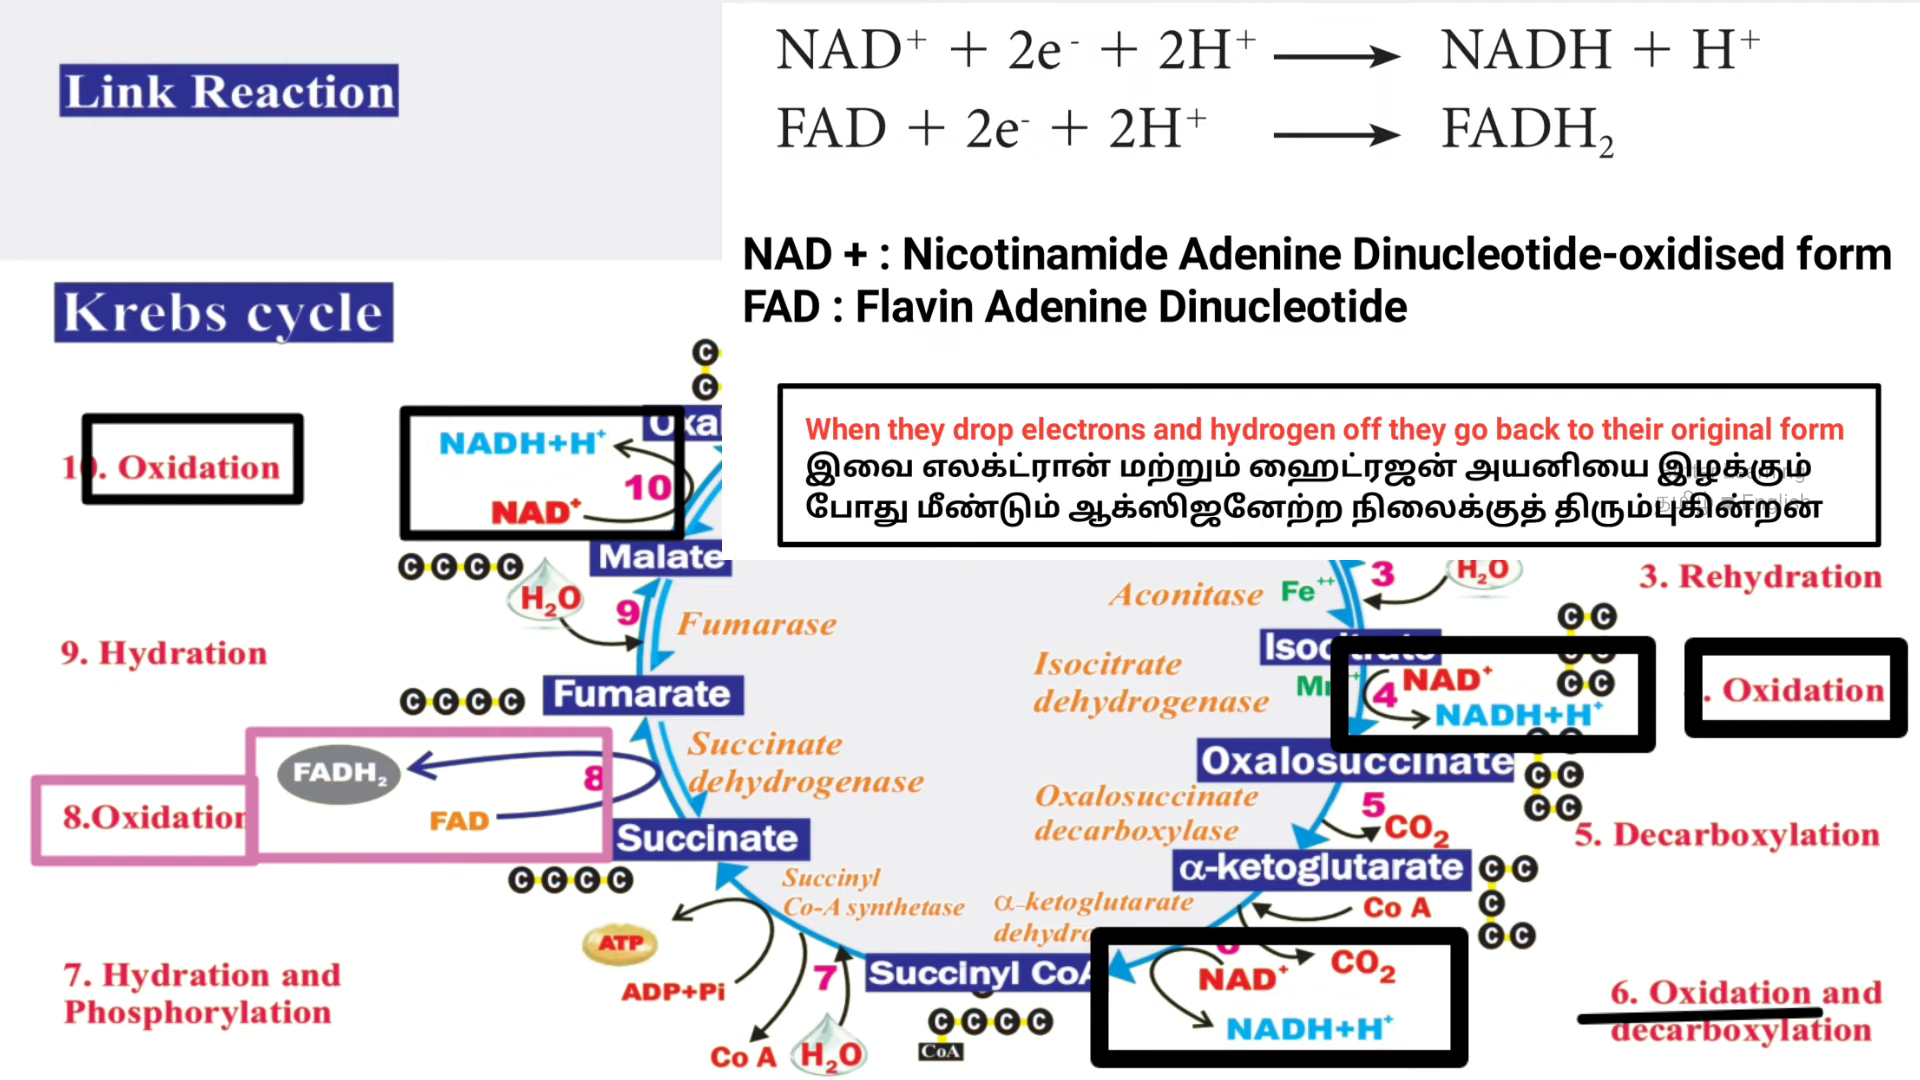 Link Reaction
NAD⁺ + 2e⁻ + 2H⁺ ⟶ NADH + H⁺
FAD + 2e⁻ + 2H⁺ ⟶ FADH₂
NAD + : Nicotinamide Adenine Dinucleotide-oxidised form
FAD : Flavin Adenine Dinucleotide
When they drop electrons and hydrogen off they go back to their original form
இவை எலக்ட்ரான் மற்றும் ஹைட்ரஜன் அயனியை இழக்கும்
போது மீண்டும் ஆக்ஸிஜனேற்ற நிலைக்குத் திரும்புகின்றன
Krebs cycle
C
C
Oxal
10. Oxidation
NADH+H⁺
10
NAD⁺
Malate
C C C C
H₂O
9
Fumarase
9. Hydration
Fumarate
C C C C
Succinate
dehydrogenase
FADH₂
8
FAD
8.Oxidation
Succinate
C C C C
Succinyl
Co-A synthetase
ATP
ADP+Pi
7
Co A
H₂O
7. Hydration and
Phosphorylation
Succinyl CoA
C C C C
CoA
Aconitase
Fe⁺⁺
3
H₂O
3. Rehydration
C C
Isocitrate
C C
C C
Isocitrate
dehydrogenase
4
NAD⁺
NADH+H⁺
. Oxidation
Oxalosuccinate
C C
C C
C C
Oxalosuccinate
decarboxylase
5
CO₂
5. Decarboxylation
α-ketoglutarate
C C
C
C C
α-ketoglutarate
Co A
6
CO₂
NAD⁺
NADH+H⁺
6. Oxidation and
decarboxylation